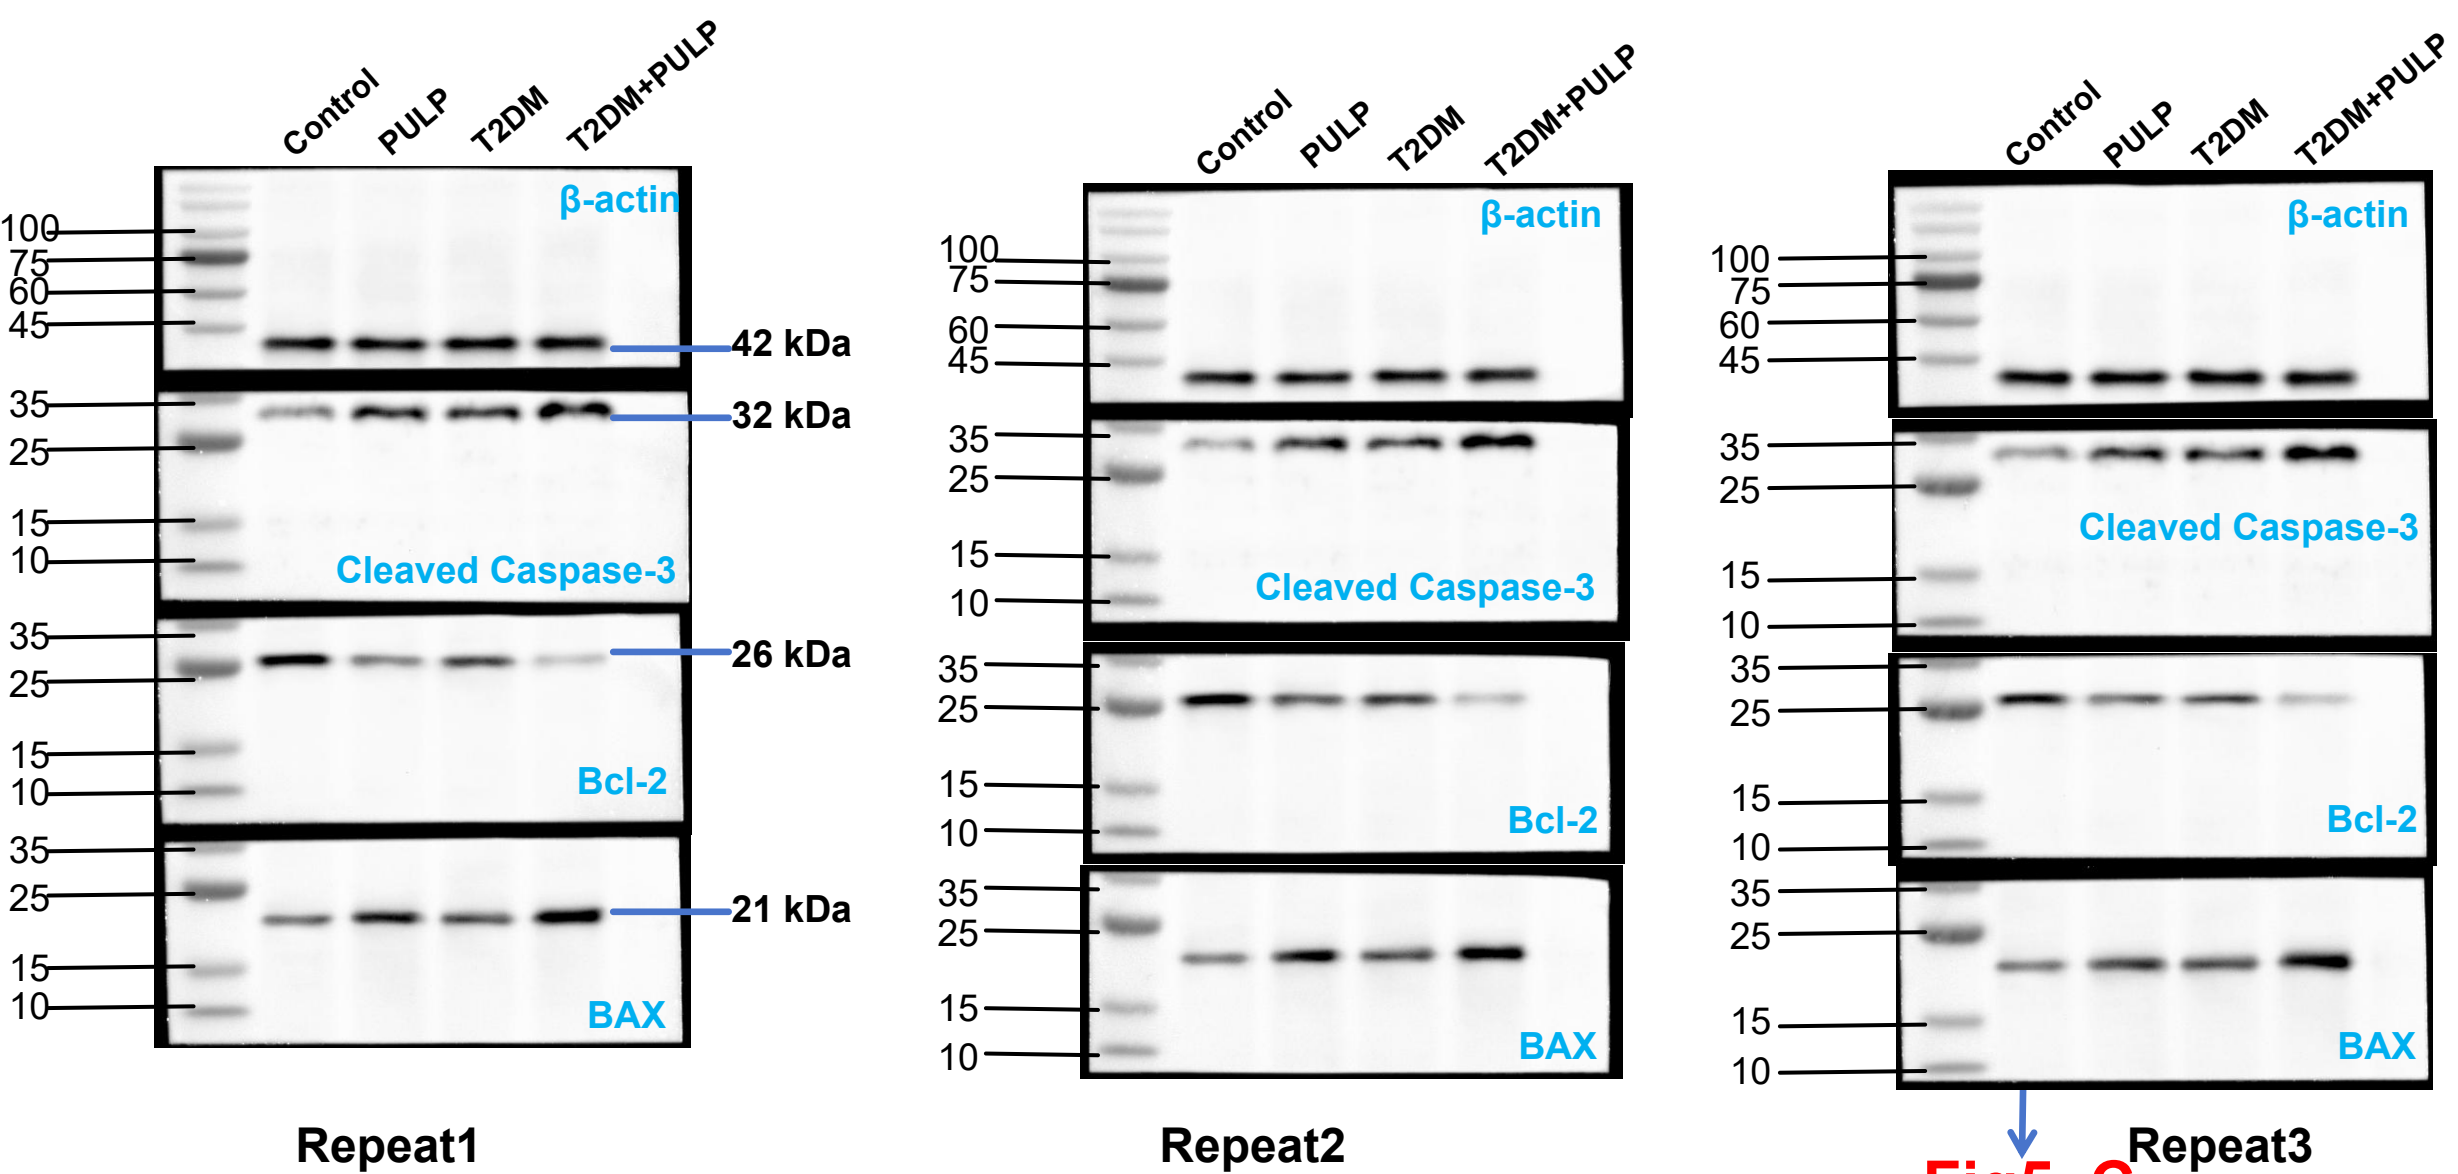 Control PULP T2DM T2DM+PULP
β-actin
100
75
60
45
42 kDa
35
25
15
10
32 kDa
Cleaved Caspase-3
35
25
15
10
26 kDa
Bcl-2
35
25
15
10
21 kDa
BAX
Repeat1
Control PULP T2DM T2DM+PULP
β-actin
100
75
60
45
35
25
15
10
Cleaved Caspase-3
35
25
15
10
Bcl-2
35
25
15
10
BAX
Repeat2
Control PULP T2DM T2DM+PULP
β-actin
100
75
60
45
35
25
15
10
Cleaved Caspase-3
35
25
15
10
Bcl-2
35
25
15
10
BAX
Repeat3